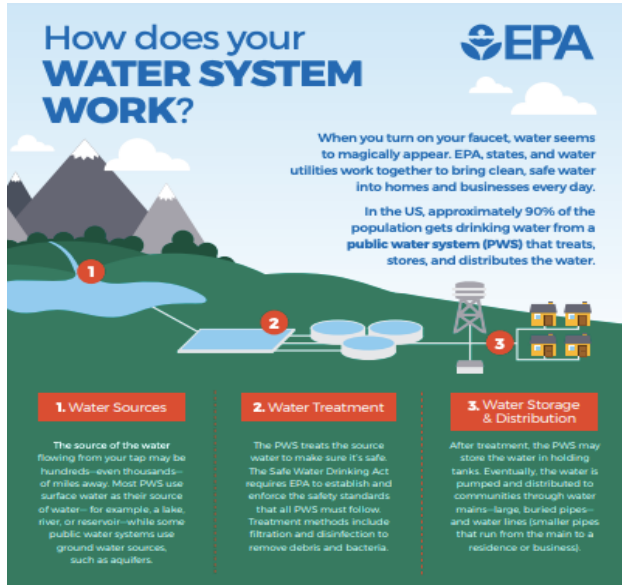 How does your
WATER SYSTEM
WORK?
EPA
When you turn on your faucet, water seems
to magically appear. EPA, states, and water
utilities work together to bring clean, safe water
into homes and businesses every day.
In the US, approximately 90% of the
population gets drinking water from a
public water system (PWS) that treats,
stores, and distributes the water.
1
2
3
1. Water Sources
The source of the water
flowing from your tap may be
hundreds—even thousands—
of miles away. Most PWS use
surface water as their source
of water— for example, a lake,
river, or reservoir—while some
public water systems use
ground water sources,
such as aquifers.
2. Water Treatment
The PWS treats the source
water to make sure it's safe.
The Safe Water Drinking Act
requires EPA to establish and
enforce the safety standards
that all PWS must follow.
Treatment methods include
filtration and disinfection to
remove debris and bacteria.
3. Water Storage
& Distribution
After treatment, the PWS may
store the water in holding
tanks. Eventually, the water is
pumped and distributed to
communities through water
mains—large, buried pipes—
and water lines (smaller pipes
that run from the main to a
residence or business).